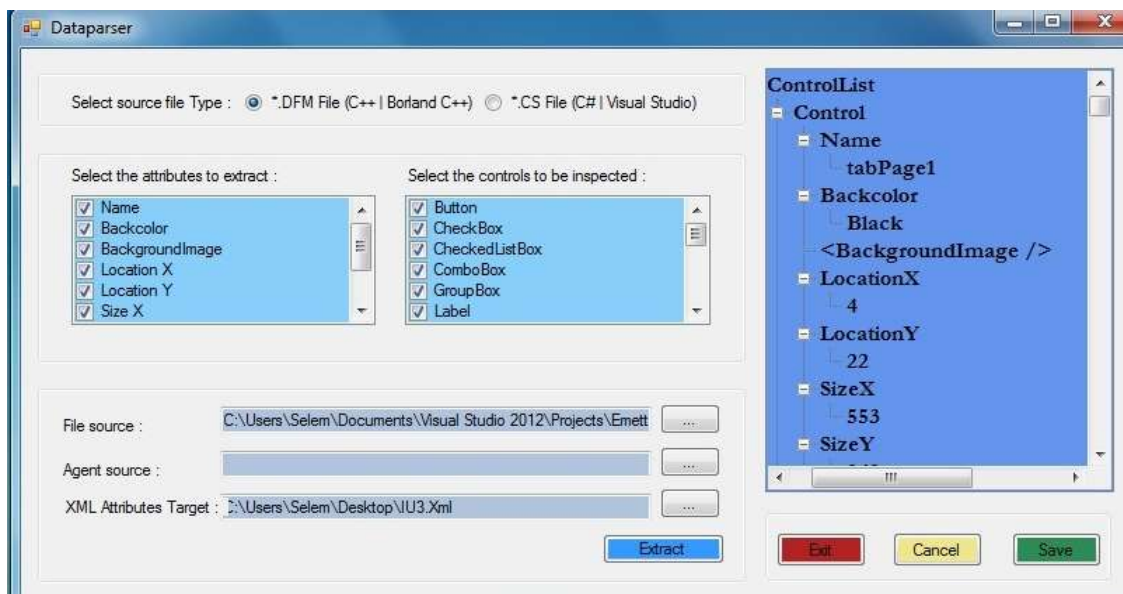 Dataparser
Select source file Type : *.DFM File (C++ | Borland C++) *.CS File (C# | Visual Studio)
Select the attributes to extract :
Name
Backcolor
BackgroundImage
Location X
Location Y
Size X
Select the controls to be inspected :
Button
CheckBox
CheckedListBox
ComboBox
GroupBox
Label
File source : C:\Users\Selem\Documents\Visual Studio 2012\Projects\Emett ...
Agent source : ...
XML Attributes Target : C:\Users\Selem\Desktop\IU3.Xml ...
Extract
ControlList
Control
Name
tabPage1
Backcolor
Black
<BackgroundImage />
LocationX
4
LocationY
22
SizeX
553
SizeY
Exit Cancel Save